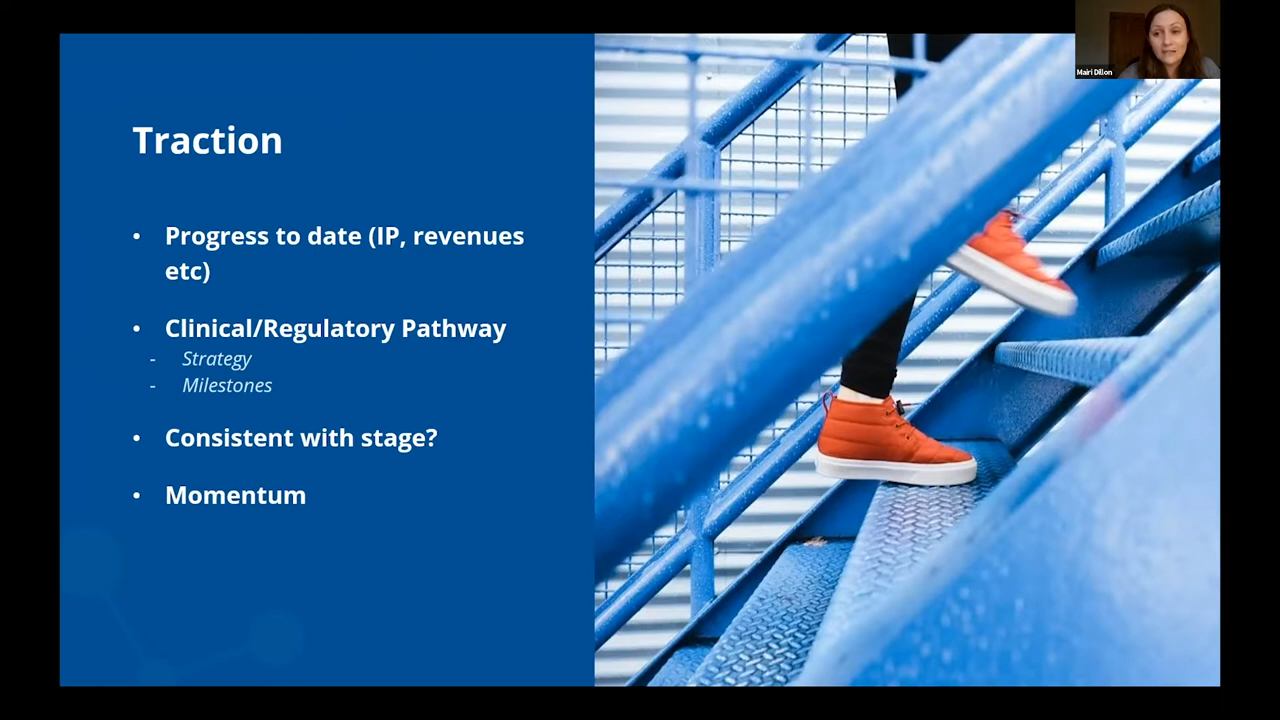 Mairi Dillon
Traction
• Progress to date (IP, revenues
etc)
• Clinical/Regulatory Pathway
- Strategy
- Milestones
• Consistent with stage?
• Momentum